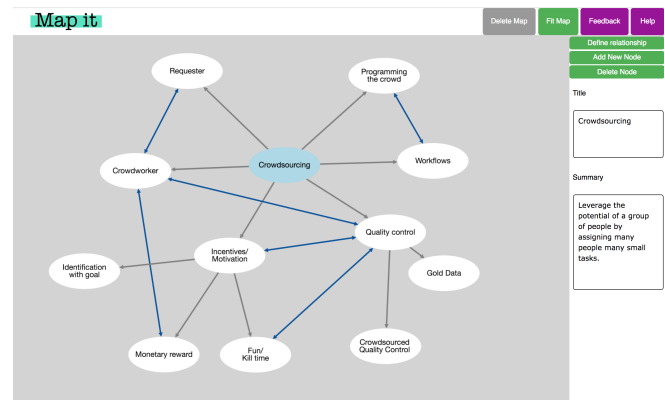 Map it
Delete Map
Fit Map
Feedback
Help
Define relationship
Add New Node
Delete Node
Title
Crowdsourcing
Summary
Leverage the
potential of a group
of people by
assigning many
people many small
tasks.
Requester
Programming
the crowd
Crowdworker
Crowdsourcing
Workflows
Quality control
Incentives/
Motivation
Identification
with goal
Gold Data
Monetary reward
Fun/
Kill time
Crowdsourced
Quality Control